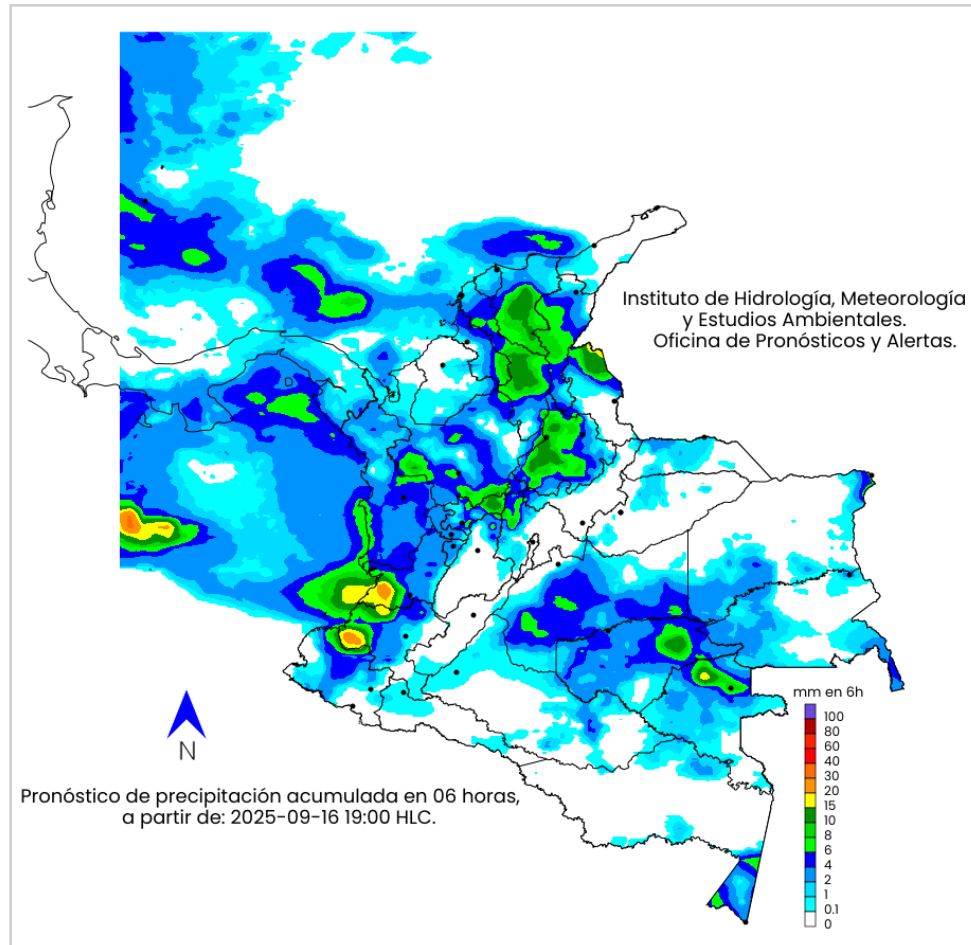 Instituto de Hidrología, Meteorología
y Estudios Ambientales.
Oficina de Pronósticos y Alertas.
N
Pronóstico de precipitación acumulada en 06 horas,
a partir de: 2025-09-16 19:00 HLC.
mm en 6h
100
80
60
40
30
20
15
10
8
6
4
2
1
0.1
0